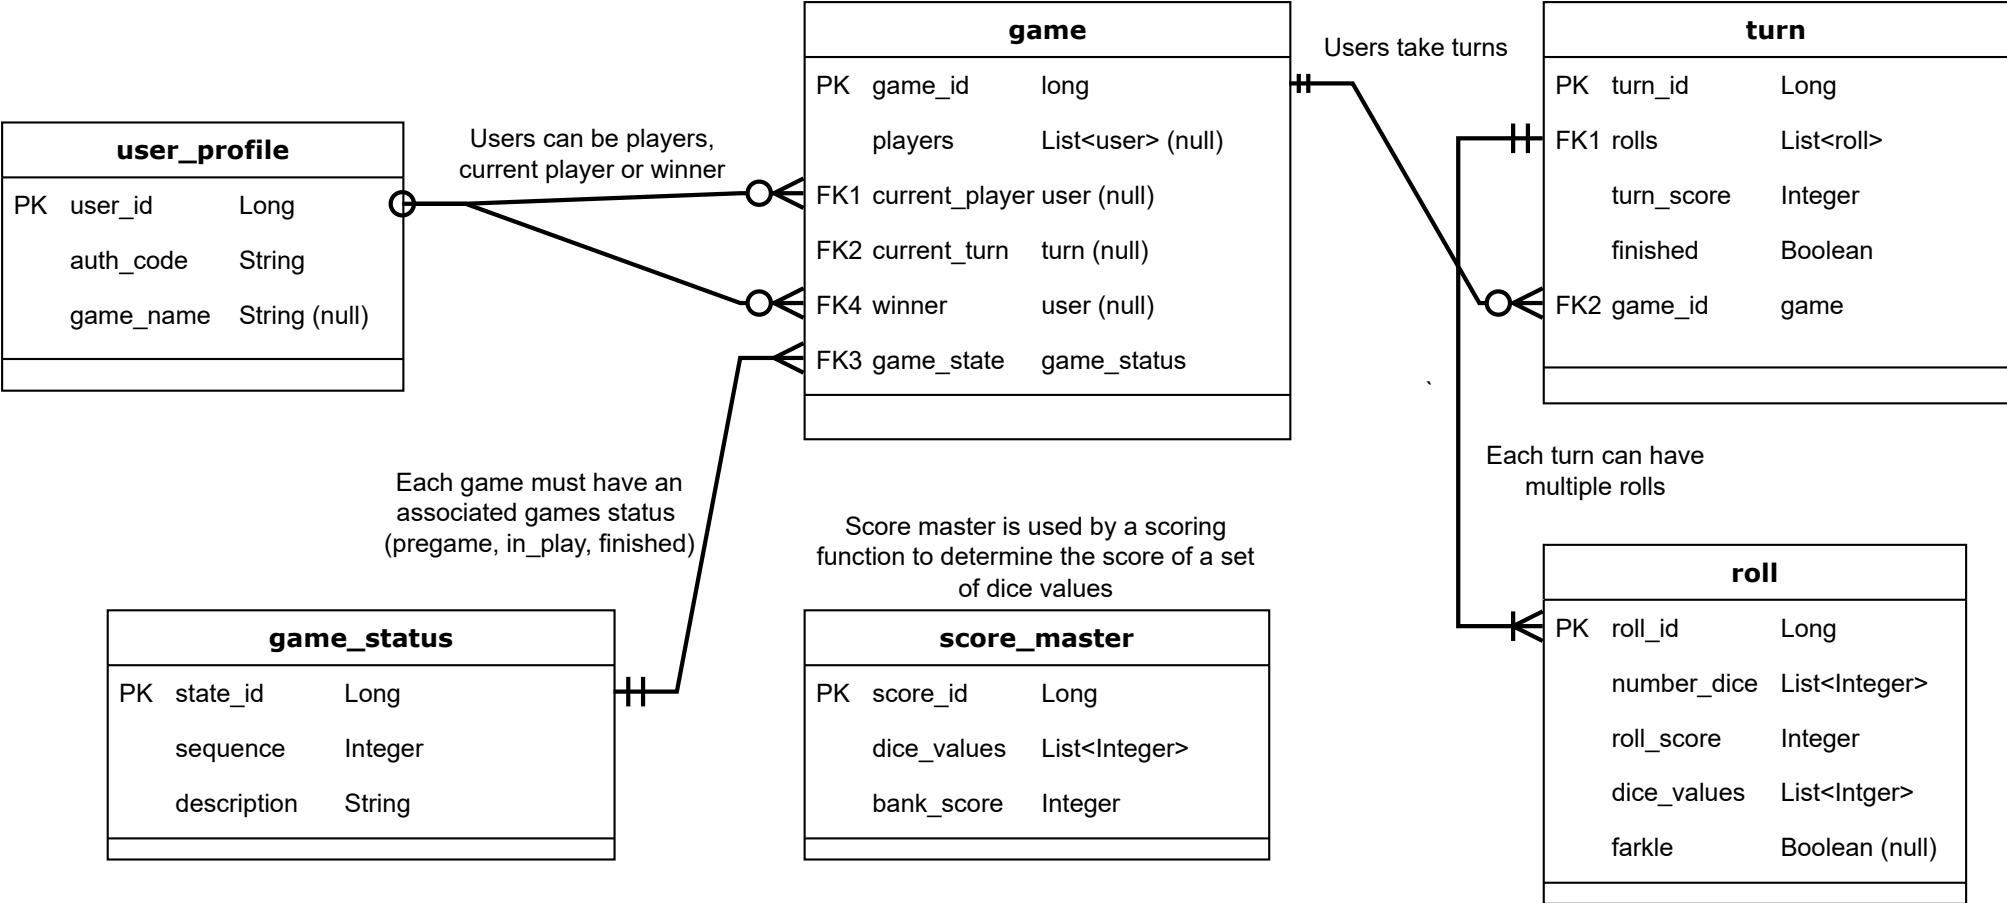 user_profile
PK user_id Long
auth_code String
game_name String (null)
Users can be players,
current player or winner
game
PK game_id long
players List<user> (null)
FK1 current_player user (null)
FK2 current_turn turn (null)
FK4 winner user (null)
FK3 game_state game_status
Users take turns
turn
PK turn_id Long
FK1 rolls List<roll>
turn_score Integer
finished Boolean
FK2 game_id game
`
Each game must have an
associated games status
(pregame, in_play, finished)
game_status
PK state_id Long
sequence Integer
description String
Score master is used by a scoring
function to determine the score of a set
of dice values
score_master
PK score_id Long
dice_values List<Integer>
bank_score Integer
Each turn can have
multiple rolls
roll
PK roll_id Long
number_dice List<Integer>
roll_score Integer
dice_values List<Intger>
farkle Boolean (null)